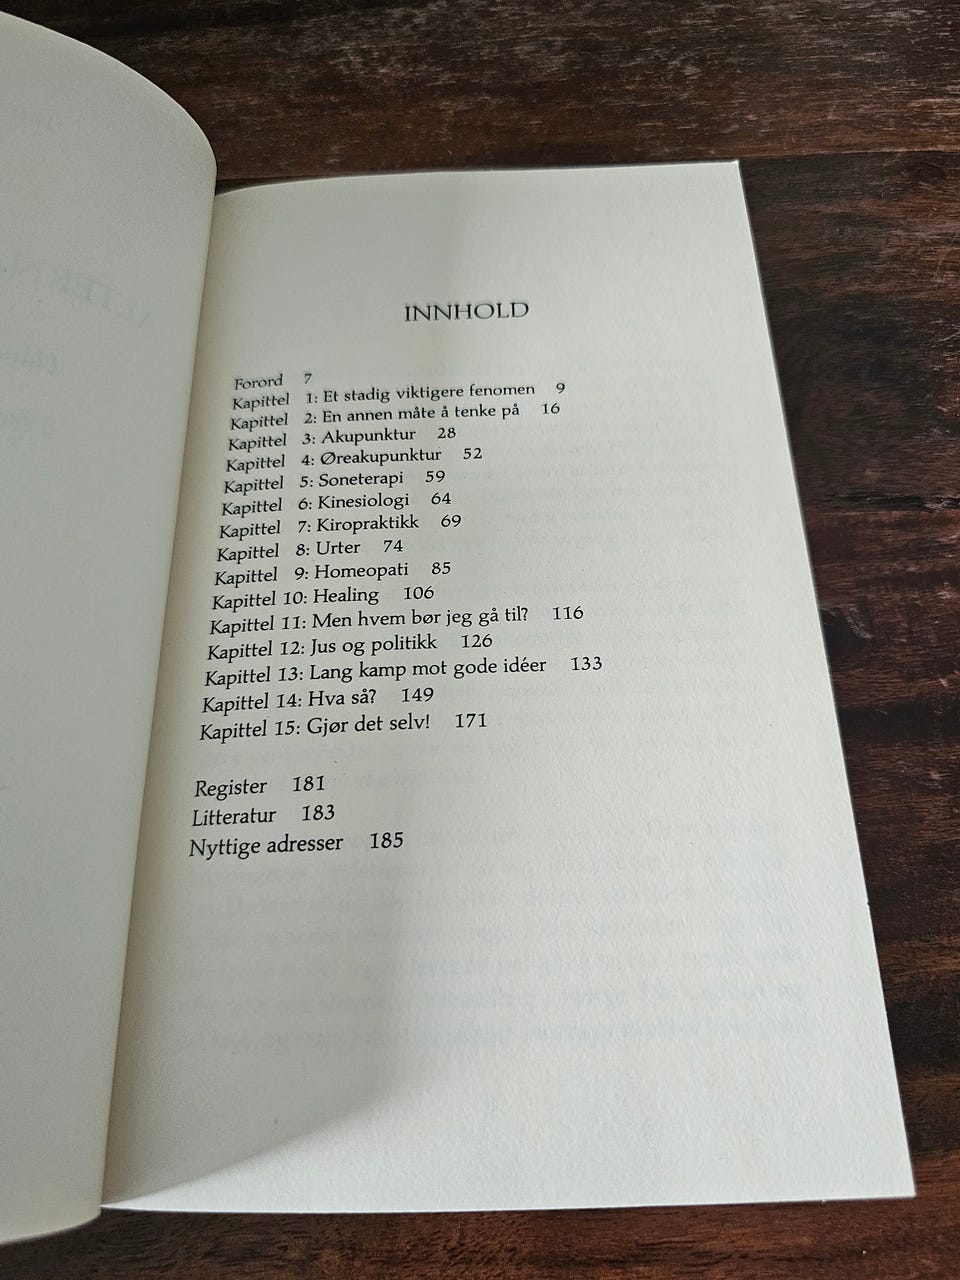 INNHOLD
Forord 7
Kapittel 1: Et stadig viktigere fenomen 9
Kapittel 2: En annen måte å tenke på 16
Kapittel 3: Akupunktur 28
Kapittel 4: Øreakupunktur 52
Kapittel 5: Soneterapi 59
Kapittel 6: Kinesiologi 64
Kapittel 7: Kiropraktikk 69
Kapittel 8: Urter 74
Kapittel 9: Homeopati 85
Kapittel 10: Healing 106
Kapittel 11: Men hvem bør jeg gå til? 116
Kapittel 12: Jus og politikk 126
Kapittel 13: Lang kamp mot gode idéer 133
Kapittel 14: Hva så? 149
Kapittel 15: Gjør det selv! 171
Register 181
Litteratur 183
Nyttige adresser 185